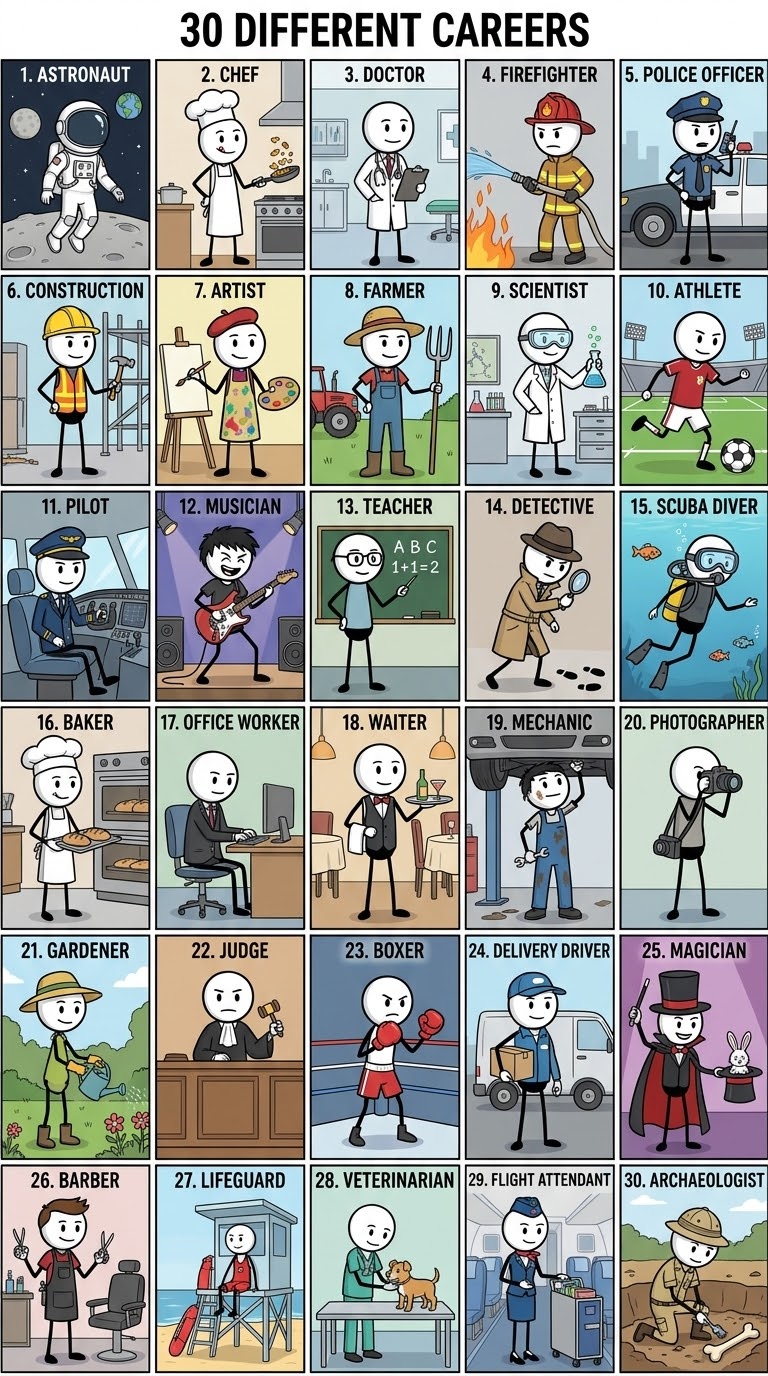 30 DIFFERENT CAREERS
1. ASTRONAUT
2. CHEF
3. DOCTOR
4. FIREFIGHTER
5. POLICE OFFICER
6. CONSTRUCTION
7. ARTIST
8. FARMER
9. SCIENTIST
10. ATHLETE
11. PILOT
12. MUSICIAN
13. TEACHER
A B C
1+1=2
14. DETECTIVE
15. SCUBA DIVER
16. BAKER
17. OFFICE WORKER
18. WAITER
19. MECHANIC
20. PHOTOGRAPHER
21. GARDENER
22. JUDGE
23. BOXER
24. DELIVERY DRIVER
25. MAGICIAN
26. BARBER
27. LIFEGUARD
28. VETERINARIAN
29. FLIGHT ATTENDANT
30. ARCHAEOLOGIST